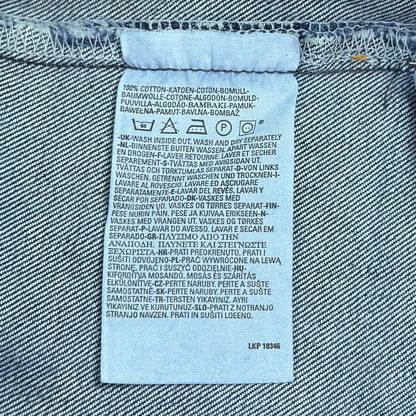 100% COTTON-KATOEN-COTON-BOMULL-
BAUMWOLLE-COTONE-ALGODÓN-BOMULD-
PUUVILLA-ALGODÃO-ΒΑΜΒΑΚΙ-PAMUK-
BAWEŁNA-PAMUT-BAVLNA-BOMBAŽ
60
P
-UK-WASH INSIDE OUT. WASH AND DRY SEPARATELY
-NL-BINNENSTE BUITEN WASSEN. APART WASSEN
EN DROGEN-F-LAVER RETOURNE. LAVER ET SECHER
SEPAREMENT-S-TVÄTTAS MED AVIGSIDAN UT.
TVÄTTAS OCH TORKAS SEPARAT-D-LINKS WASCHEN.
SEPARAT WASCHEN UND TROCKNEN-I-
LAVARE AL ROVESCIO. LAVARE ED ASCIUGARE
SEPARATAMENTE-E-LAVAR DEL REVÉS. LAVAR Y
SECAR POR SEPARADO-DK-VASKES MED
VRANGSIDEN UD. VASKES OG TØRRES SEPARAT-FIN-
PESE NURIN PÄIN. PESE JA KUIVAA ERIKSEEN-N-
VASKES MED VRANGEN UT. VASKES OG TØRRES
SEPARAT-P-LAVAR DO AVESSO. LAVAR E SECAR EM
SEPARADO-GR-ΠΛΥΣΙΜΟ ΑΠΟ ΤΗΝ
ΑΝΑΠΟΔΗ. ΠΛΥΝΕΤΕ ΚΑΙ ΣΤΕΓΝΩΣΤΕ
ΞΕΧΩΡΙΣΤΑ-HR-PRATI PREOKRENUTO. PRATI I
SUŠITI ODVOJENO-PL-PRAĆ WYWRÓCONE NA LEWĄ
STRONĘ. PRAĆ I SUSZYĆ ODDZIELNIE-HU-
KIFORDÍTVA MOSANDÓ. MOSÁS ÉS SZÁRÍTÁS
ELKÜLÖNÍTVE-CZ-PERTE NARUBY. PERTE A SUŠTE
SAMOSTATNĚ-SK-PERTE NARUBY. PERTE A SUŠTE
SAMOSTATNE-TR-TERSTEN YIKAYINIZ. AYRI
YIKAYINIZ VE KURUTUNUZ-SLO-PRATI Z NOTRANJO
STRANJO NAVZEN. PRATI IN SUŠITI LOČENO.
LKP 18346